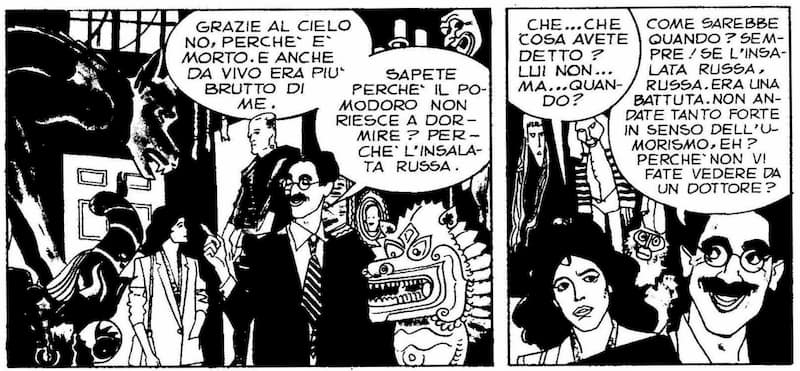 GRAZIE AL CIELO
NO, PERCHE` E`
MORTO. E ANCHE
DA VIVO ERA PIU`
BRUTTO DI
ME.
SAPETE
PERCHE` IL PO-
MODORO NON
RIESCE A DOR-
MIRE? PER-
CHE` L'INSALA-
TA RUSSA.
CHE...CHE
COSA AVETE
DETTO?
LUI NON...
MA...QUAN-
DO?
COME SAREBBE
QUANDO? SEM-
PRE! SE L'INSA-
LATA RUSSA,
RUSSA. ERA UNA
BATTUTA. NON AN-
DATE TANTO FORTE
IN SENSO DELL'U-
MORISMO, EH?
PERCHE` NON VI
FATE VEDERE DA
UN DOTTORE?